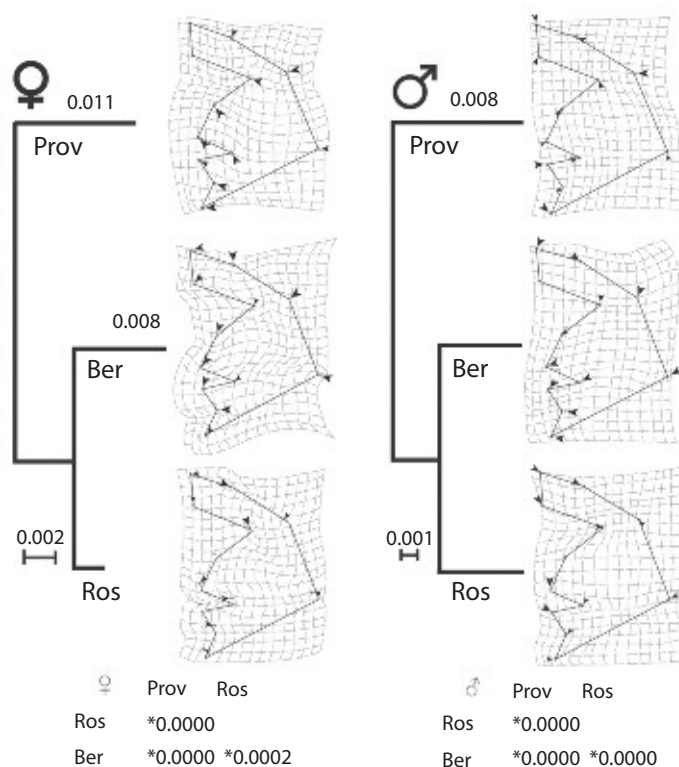 ♀ 0.011
Prov
0.008
Ber
0.002
Ros
♀ Prov Ros
Ros *0.0000
Ber *0.0000 *0.0002
♂ 0.008
Prov
Ber
0.001
Ros
♂ Prov Ros
Ros *0.0000
Ber *0.0000 *0.0000